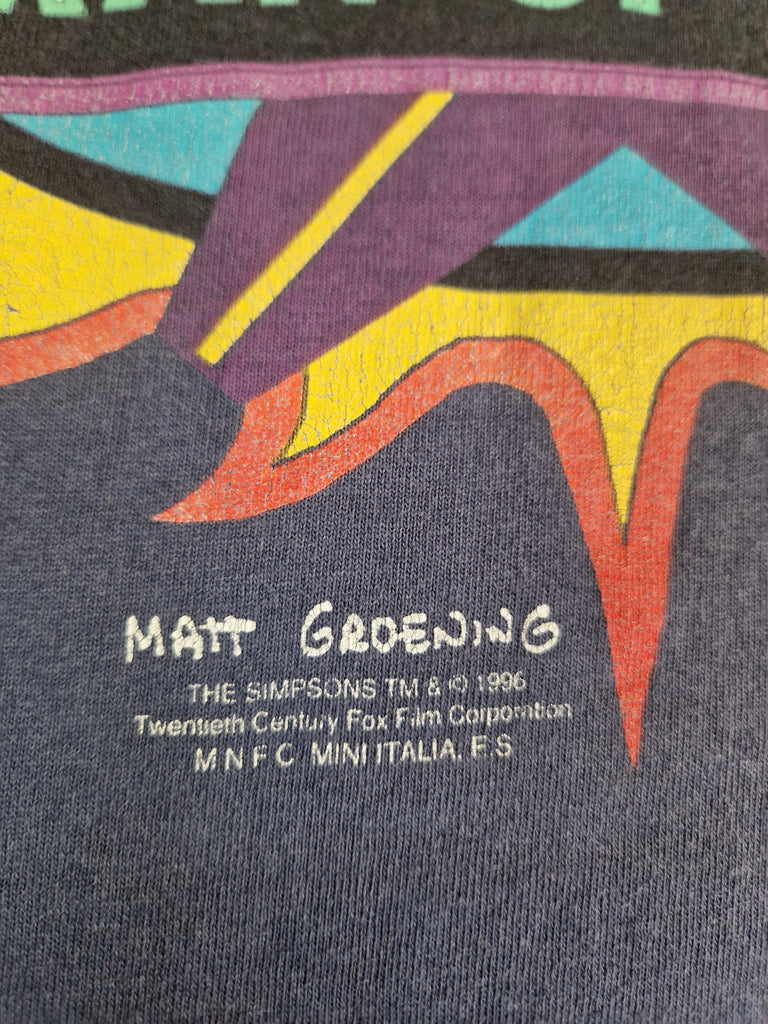 MATT GROENING
THE SIMPSONS TM & © 1996
Twentieth Century Fox Film Corporation
M N F C MINI ITALIA. F.S